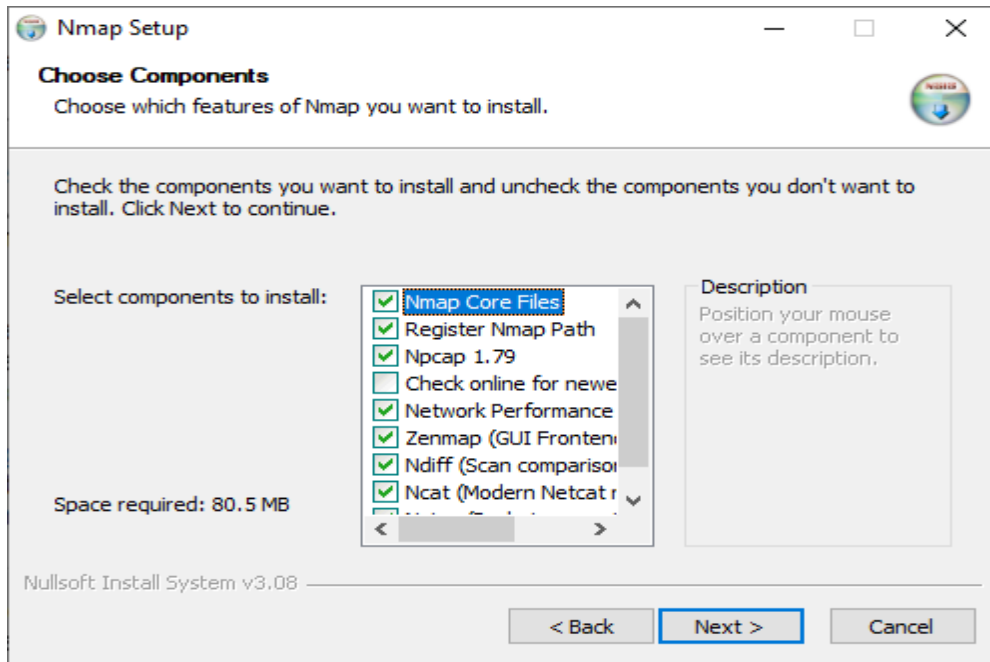 Nmap Setup
Choose Components
Choose which features of Nmap you want to install.
Check the components you want to install and uncheck the components you don't want to
install. Click Next to continue.
Select components to install:
Nmap Core Files
Register Nmap Path
Npcap 1.79
Check online for newe
Network Performance
Zenmap (GUI Fronten
Ndiff (Scan compariso
Ncat (Modern Netcat r
Description
Position your mouse
over a component to
see its description.
Space required: 80.5 MB
Nullsoft Install System v3.08
< Back
Next >
Cancel